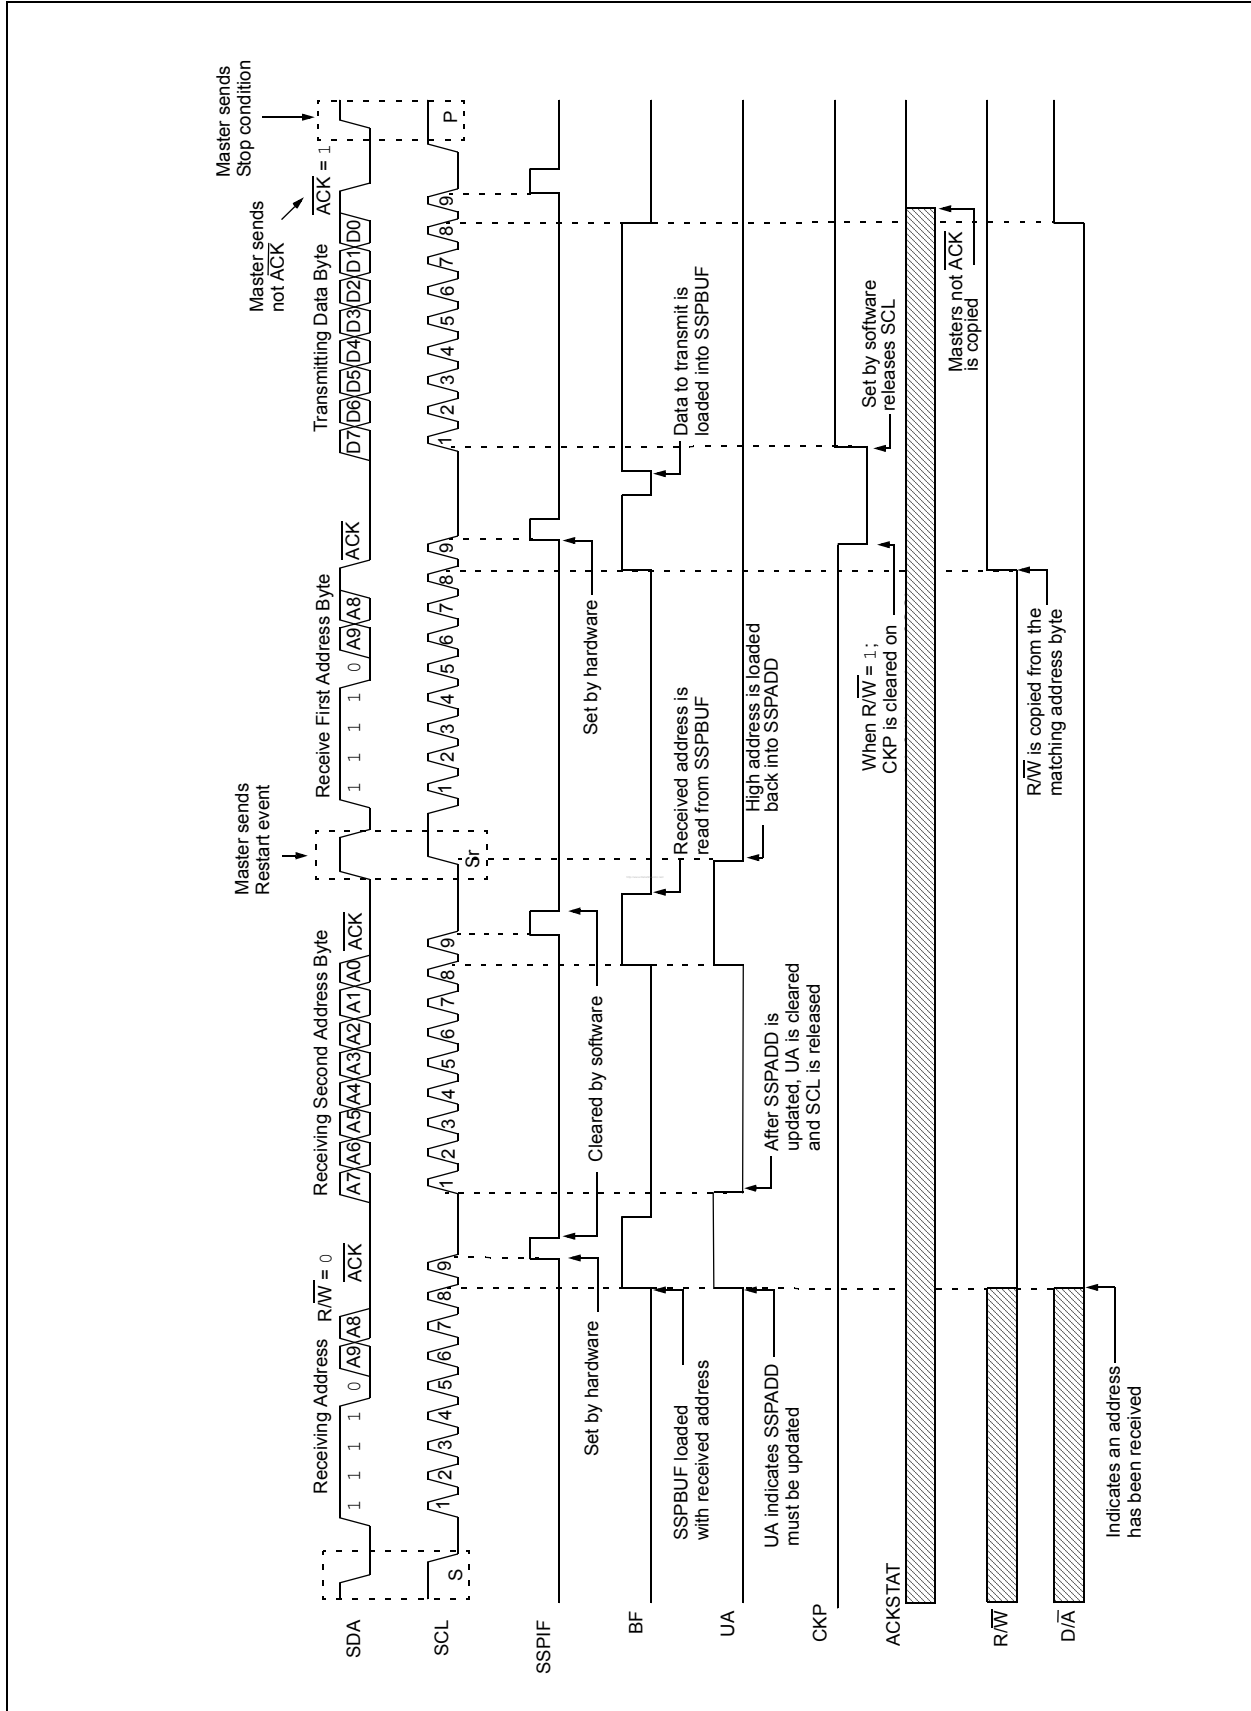 Master sends
Stop condition
Master sends
not A̅C̅K̅
Master sends
Restart event
Receiving Address R/W̅ = 0
Receiving Second Address Byte
Receive First Address Byte
Transmitting Data Byte
A̅C̅K̅ = 1
SDA
1 1 1 1 0 A9 A8
A̅C̅K̅
A7 A6 A5 A4 A3 A2 A1 A0
A̅C̅K̅
1 1 1 1 0 A9 A8
A̅C̅K̅
D7 D6 D5 D4 D3 D2 D1 D0
SCL
S
1 2 3 4 5 6 7 8 9
1 2 3 4 5 6 7 8 9
Sr
1 2 3 4 5 6 7 8 9
1 2 3 4 5 6 7 8 9
P
SSPIF
Set by hardware
Cleared by software
Set by hardware
BF
SSPBUF loaded
with received address
Received address is
read from SSPBUF
Data to transmit is
loaded into SSPBUF
UA
UA indicates SSPADD
must be updated
After SSPADD is
updated, UA is cleared
and SCL is released
High address is loaded
back into SSPADD
CKP
When R/W̅ = 1;
CKP is cleared on
Set by software
releases SCL
ACKSTAT
Masters not A̅C̅K̅
is copied
R/W̅
R/W̅ is copied from the
matching address byte
D/A̅
Indicates an address
has been received